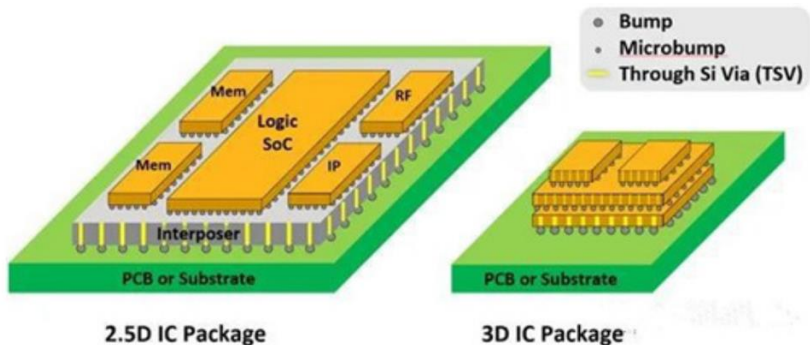 Bump
Microbump
Through Si Via (TSV)
Mem
RF
Logic
SoC
Mem
IP
Interposer
PCB or Substrate
PCB or Substrate
2.5D IC Package
3D IC Package